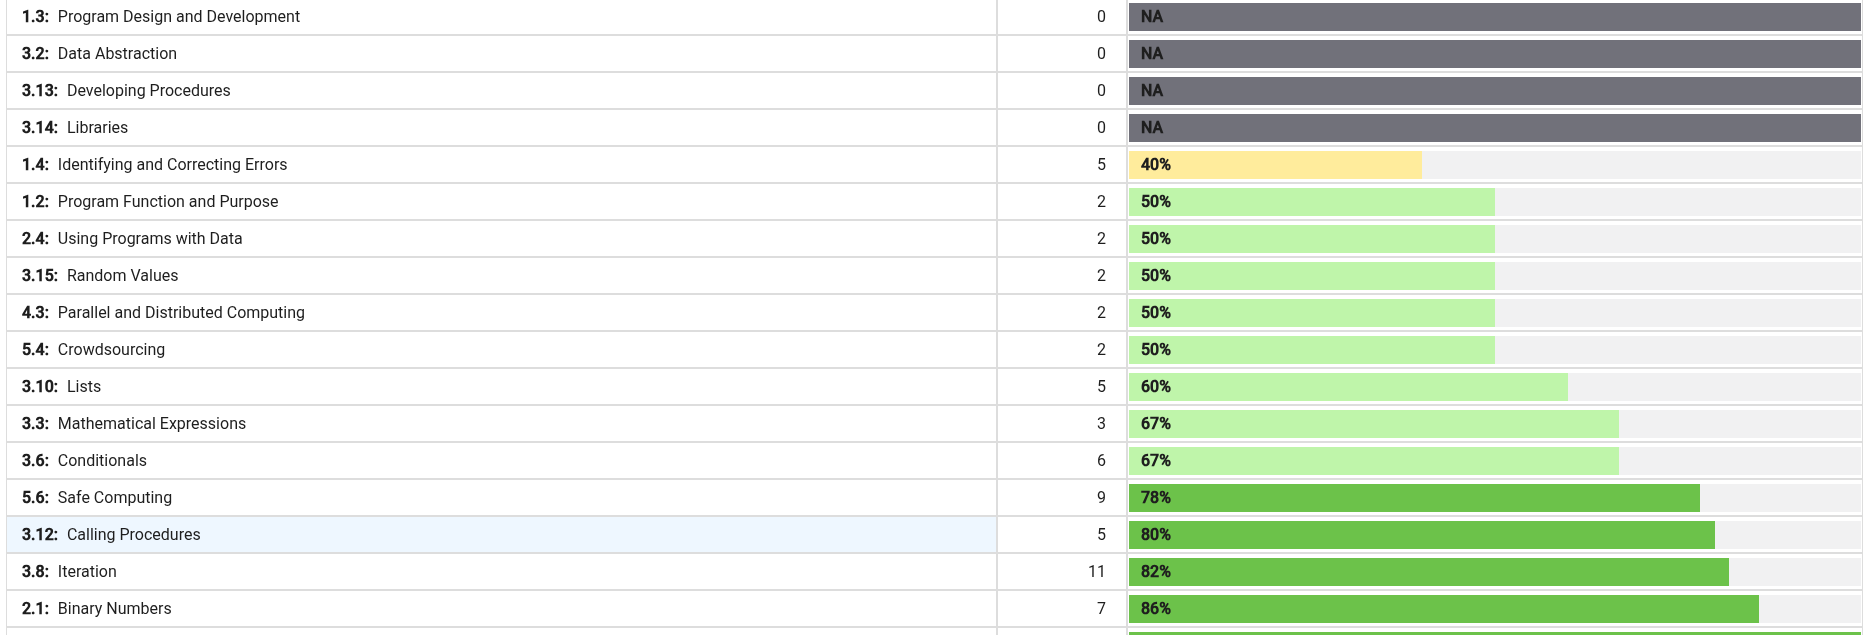 1.3: Program Design and Development 0 NA
3.2: Data Abstraction 0 NA
3.13: Developing Procedures 0 NA
3.14: Libraries 0 NA
1.4: Identifying and Correcting Errors 5 40%
1.2: Program Function and Purpose 2 50%
2.4: Using Programs with Data 2 50%
3.15: Random Values 2 50%
4.3: Parallel and Distributed Computing 2 50%
5.4: Crowdsourcing 2 50%
3.10: Lists 5 60%
3.3: Mathematical Expressions 3 67%
3.6: Conditionals 6 67%
5.6: Safe Computing 9 78%
3.12: Calling Procedures 5 80%
3.8: Iteration 11 82%
2.1: Binary Numbers 7 86%